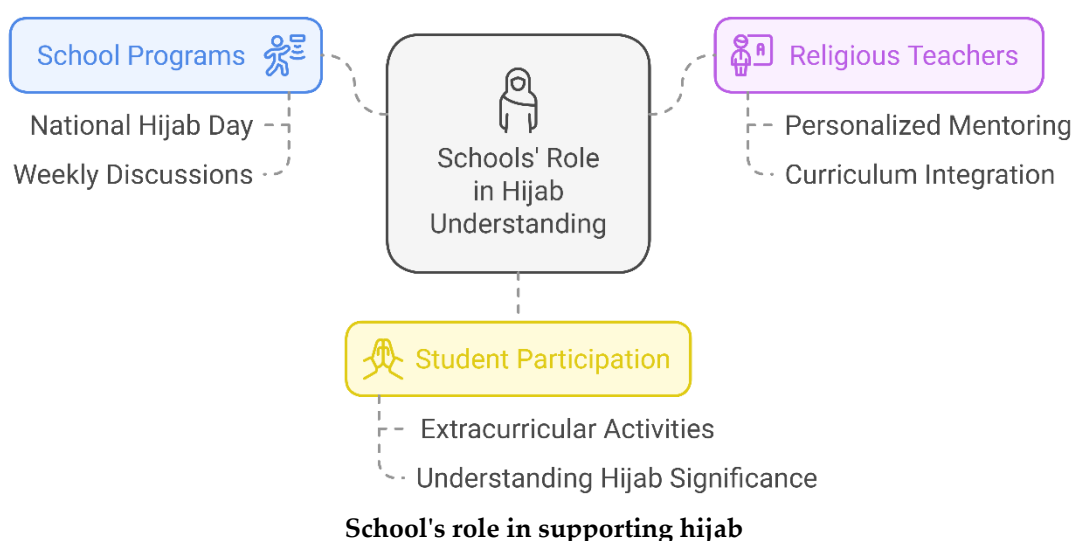 School Programs
National Hijab Day
Weekly Discussions
Schools' Role
in Hijab
Understanding
A
Religious Teachers
Personalized Mentoring
Curriculum Integration
Student Participation
Extracurricular Activities
Understanding Hijab Significance
School's role in supporting hijab